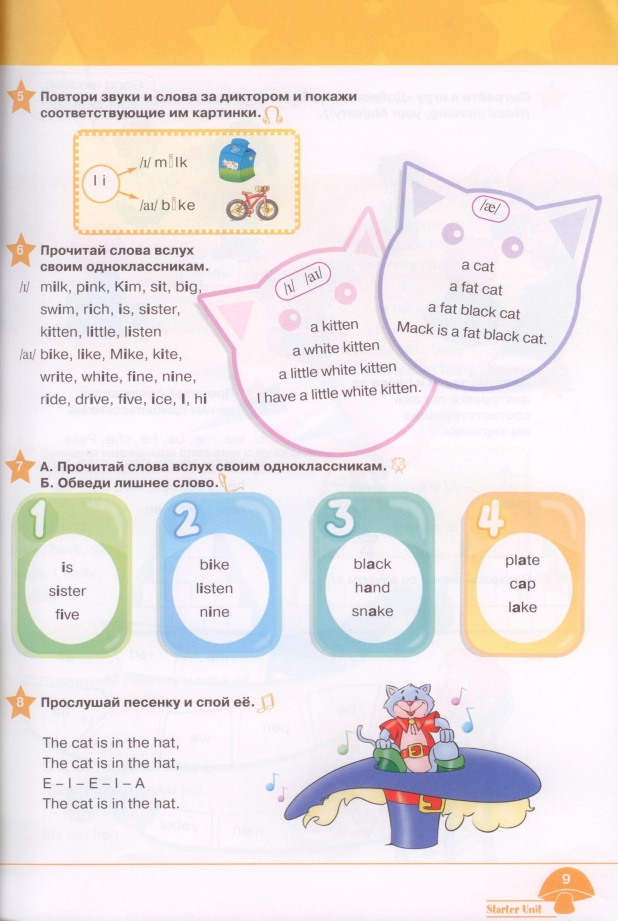 5 Повтори звуки и слова за диктором и покажи
соответствующие им картинки.
I i
/ɪ/ milk
/aɪ/ bike
6 Прочитай слова вслух
своим одноклассникам.
/ɪ/ milk, pink, Kim, sit, big,
swim, rich, is, sister,
kitten, little, listen
/aɪ/ bike, like, Mike, kite,
write, white, fine, nine,
ride, drive, five, ice, I, hi
/ɪ/ /aɪ/
a kitten
a white kitten
a little white kitten
I have a little white kitten.
/æ/
a cat
a fat cat
a fat black cat
Mack is a fat black cat.
7 А. Прочитай слова вслух своим одноклассникам.
Б. Обведи лишнее слово.
1
is
sister
five
2
bike
listen
nine
3
black
hand
snake
4
plate
cap
lake
8 Прослушай песенку и спой её.
The cat is in the hat,
The cat is in the hat,
E – I – E – I – A
The cat is in the hat.
9
Starter Unit